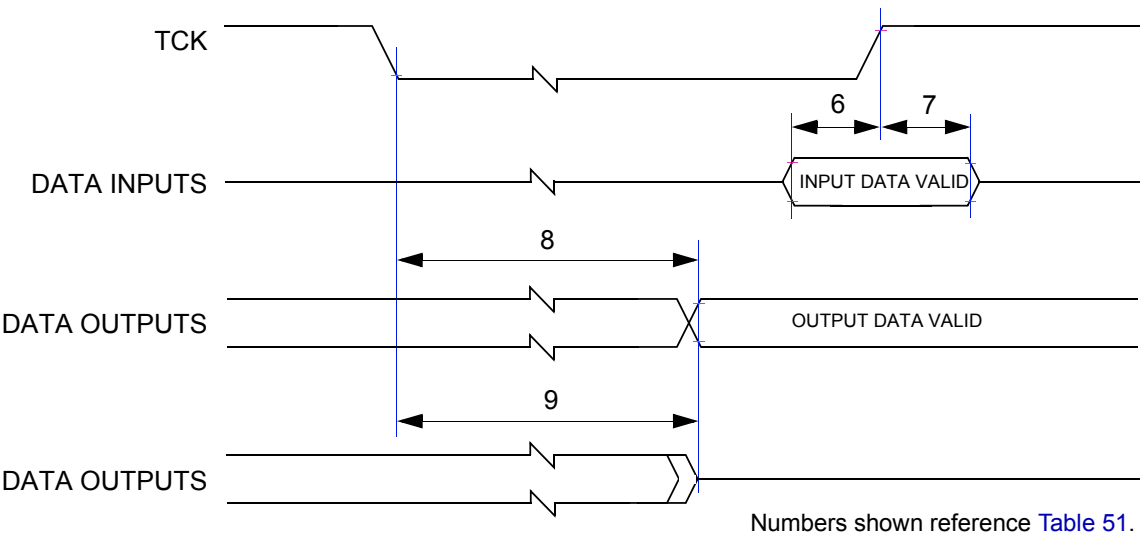 TCK
6
7
DATA INPUTS
INPUT DATA VALID
8
DATA OUTPUTS
OUTPUT DATA VALID
9
DATA OUTPUTS
Numbers shown reference Table 51.